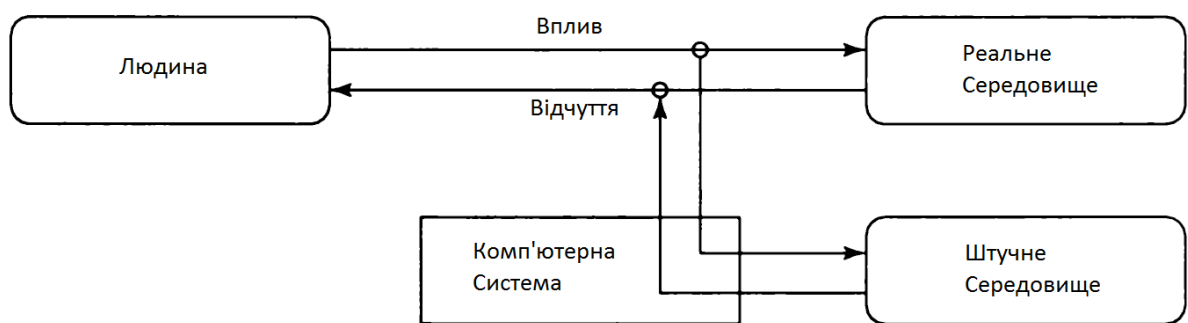 Вплив
Людина
Реальне
Середовище
Відчуття
Комп'ютерна
Система
Штучне
Середовище